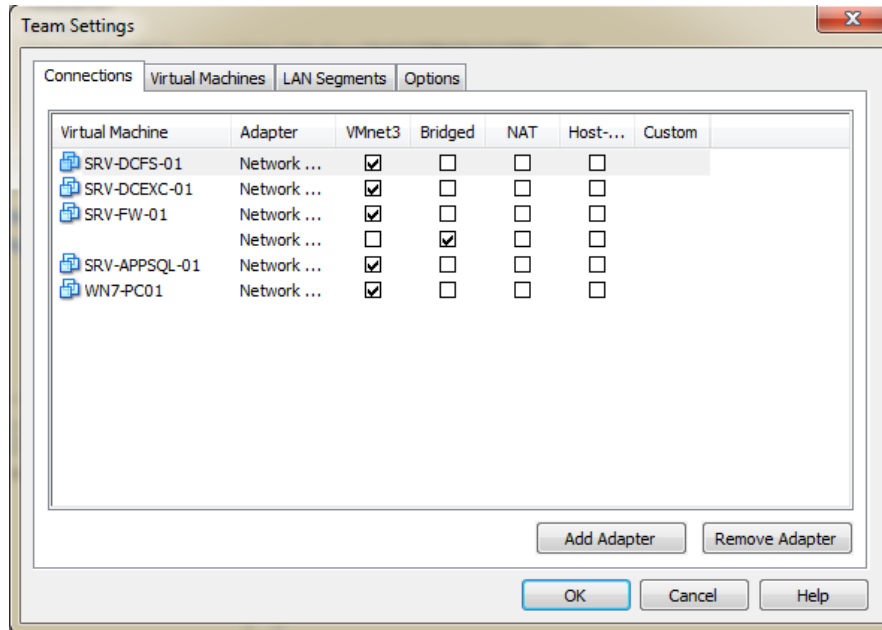 Team Settings
Connections Virtual Machines LAN Segments Options
Virtual Machine Adapter VMnet3 Bridged NAT Host-... Custom
SRV-DCFS-01 Network ...
SRV-DCEXC-01 Network ...
SRV-FW-01 Network ...
Network ...
SRV-APPSQL-01 Network ...
WN7-PC01 Network ...
Add Adapter Remove Adapter
OK Cancel Help